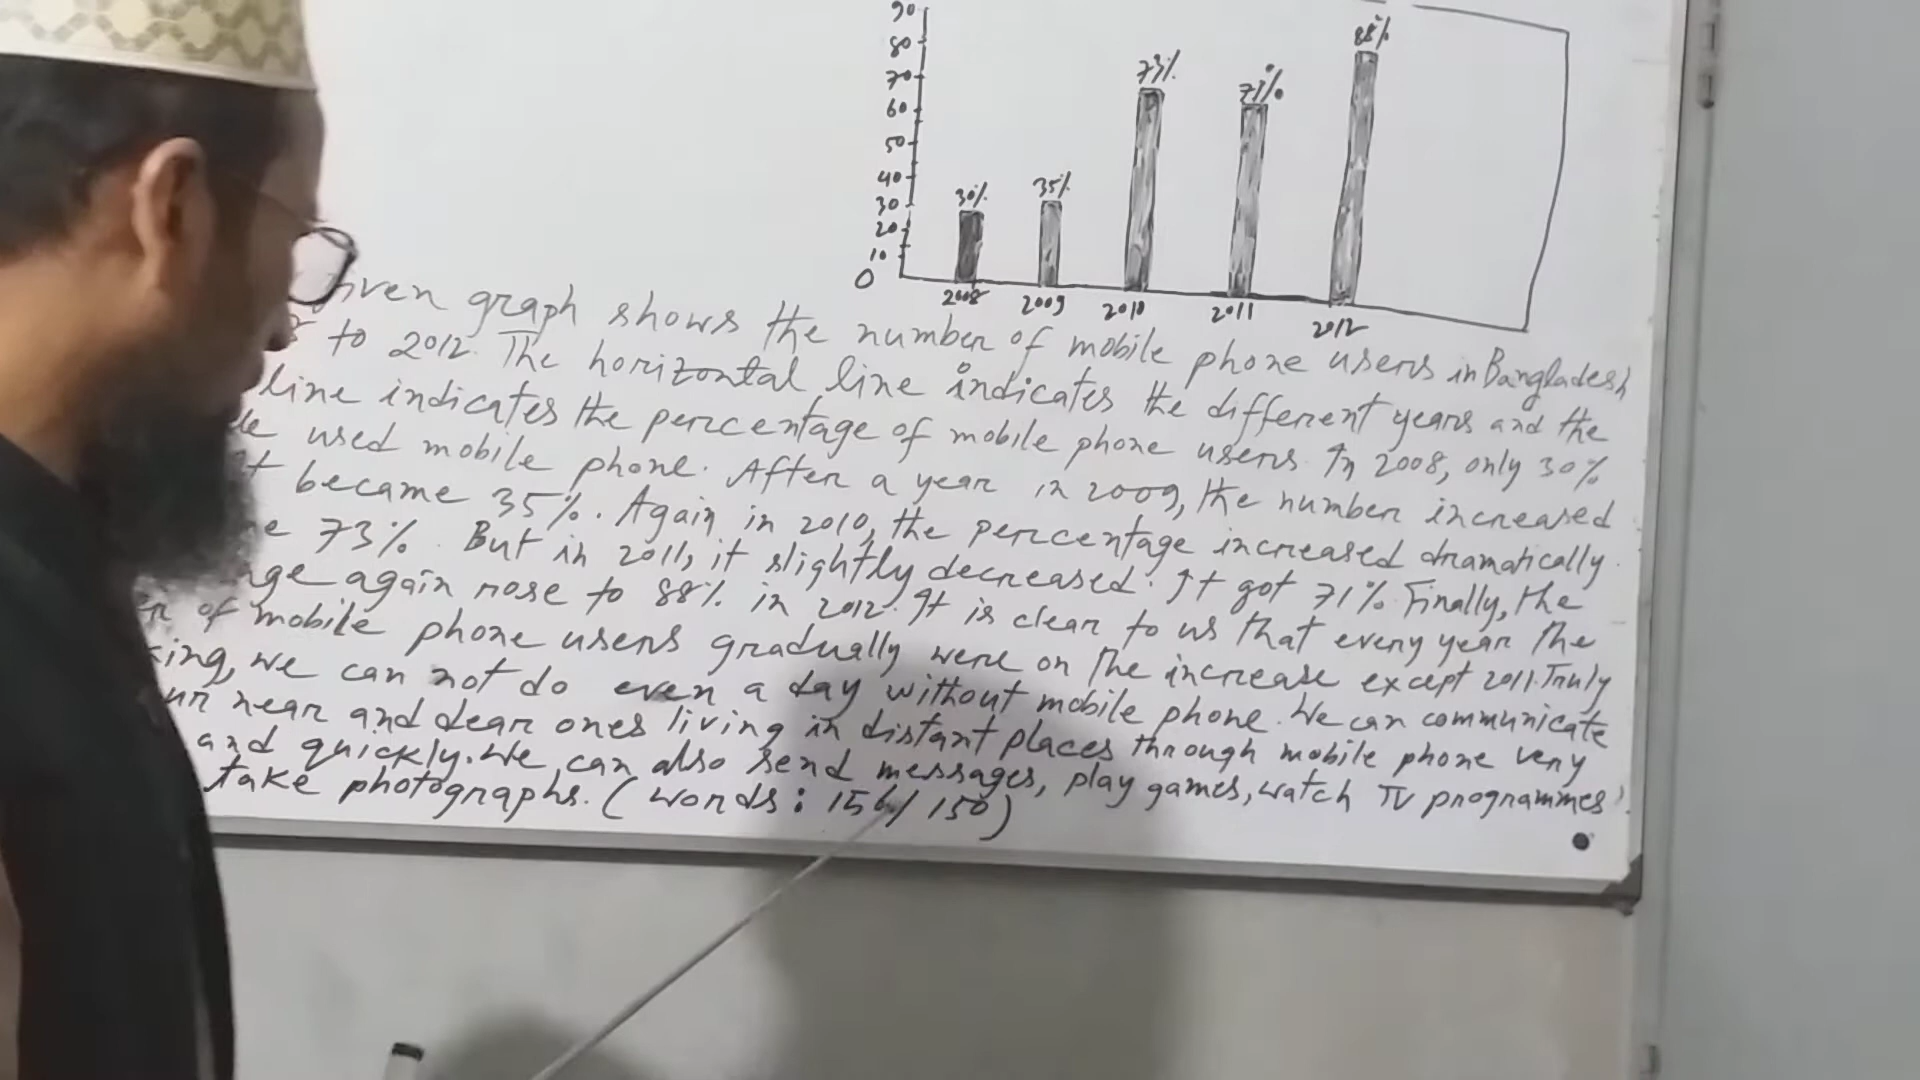 90
80
70
60
50
40
30
20
10
0
30%
35%
73%
71%
88%
2008
2009
2010
2011
2012
given graph shows the number of mobile phone users in Bangladesh
to 2012. The horizontal line indicates the different years and the
line indicates the percentage of mobile phone users. In 2008, only 30%
used mobile phone. After a year in 2009, the number increased
became 35%. Again in 2010, the percentage increased dramatically.
73%. But in 2011, it slightly decreased. It got 71%. Finally, the
again rose to 88% in 2012. It is clear to us that every year the
of mobile phone users gradually were on the increase except 2011. Truly
we can not do even a day without mobile phone. We can communicate
near and dear ones living in distant places through mobile phone very
and quickly. We can also send messages, play games, watch TV programmes
take photographs. (Words: 156/150)